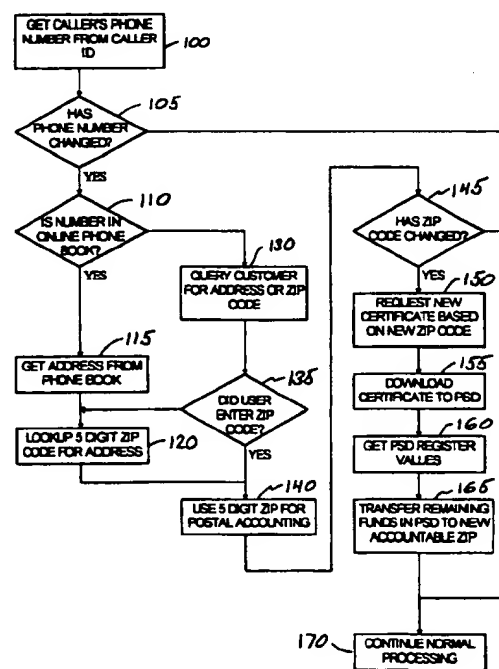 GET CALLER'S PHONE
NUMBER FROM CALLER
ID
100
105
HAS
PHONE NUMBER
CHANGED?
YES
110
IS NUMBER IN
ONLINE PHONE
BOOK?
YES
130
QUERY CUSTOMER
FOR ADDRESS OR ZIP
CODE
115
GET ADDRESS FROM
PHONE BOOK
135
DID USER
ENTER ZIP
CODE?
YES
LOOKUP 5 DIGIT ZIP
CODE FOR ADDRESS
120
140
USE 5 DIGIT ZIP FOR
POSTAL ACCOUNTING
145
HAS ZIP
CODE CHANGED?
YES
150
REQUEST NEW
CERTIFICATE BASED
ON NEW ZIP CODE
155
DOWNLOAD
CERTIFICATE TO PSD
160
GET PSD REGISTER
VALUES
165
TRANSFER REMAINING
FUNDS IN PSD TO NEW
ACCOUNTABLE ZIP
170
CONTINUE NORMAL
PROCESSING